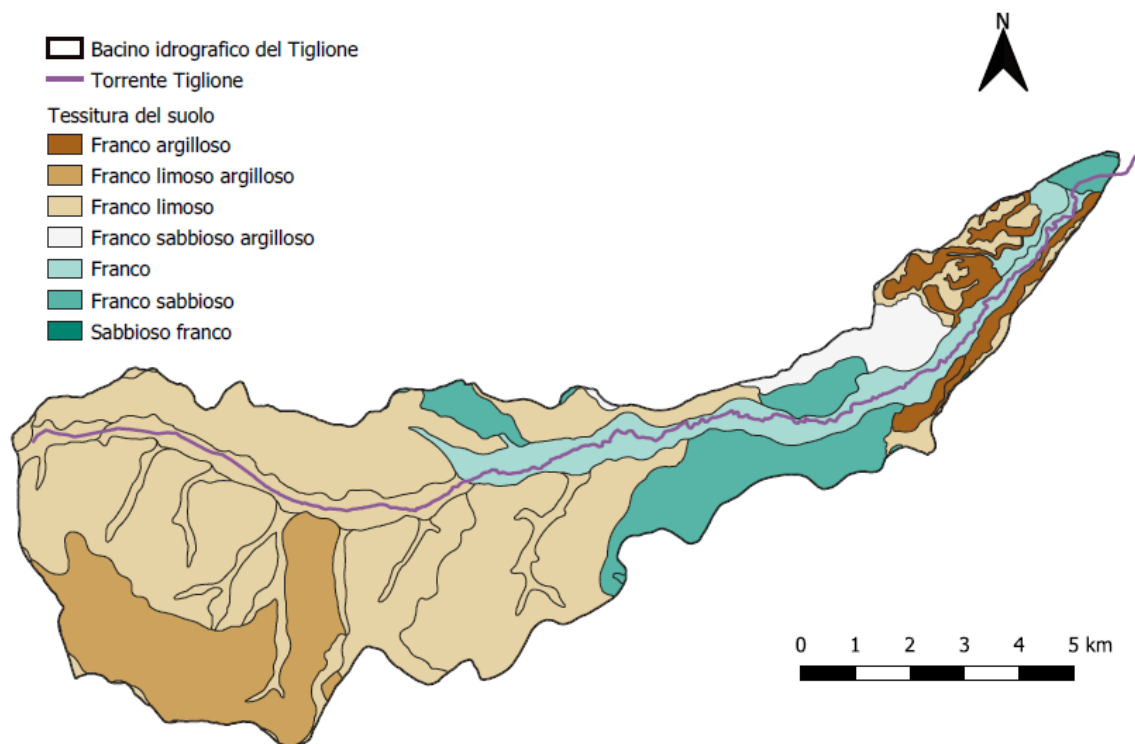 N
Bacino idrografico del Tiglione
Torrente Tiglione
Tessitura del suolo
Franco argilloso
Franco limoso argilloso
Franco limoso
Franco sabbioso argilloso
Franco
Franco sabbioso
Sabbioso franco
0 1 2 3 4 5 km